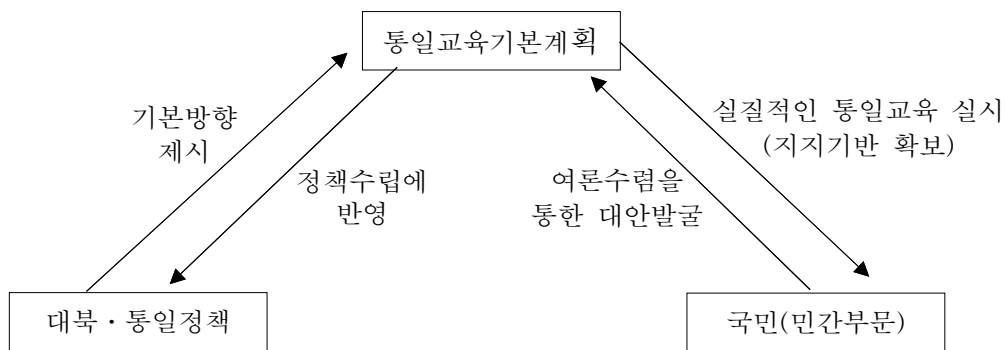 통일교육기본계획
기본방향
제시
실질적인 통일교육 실시
(지지기반 확보)
정책수립에
반영
여론수렴을
통한 대안발굴
대북・통일정책
국민(민간부문)